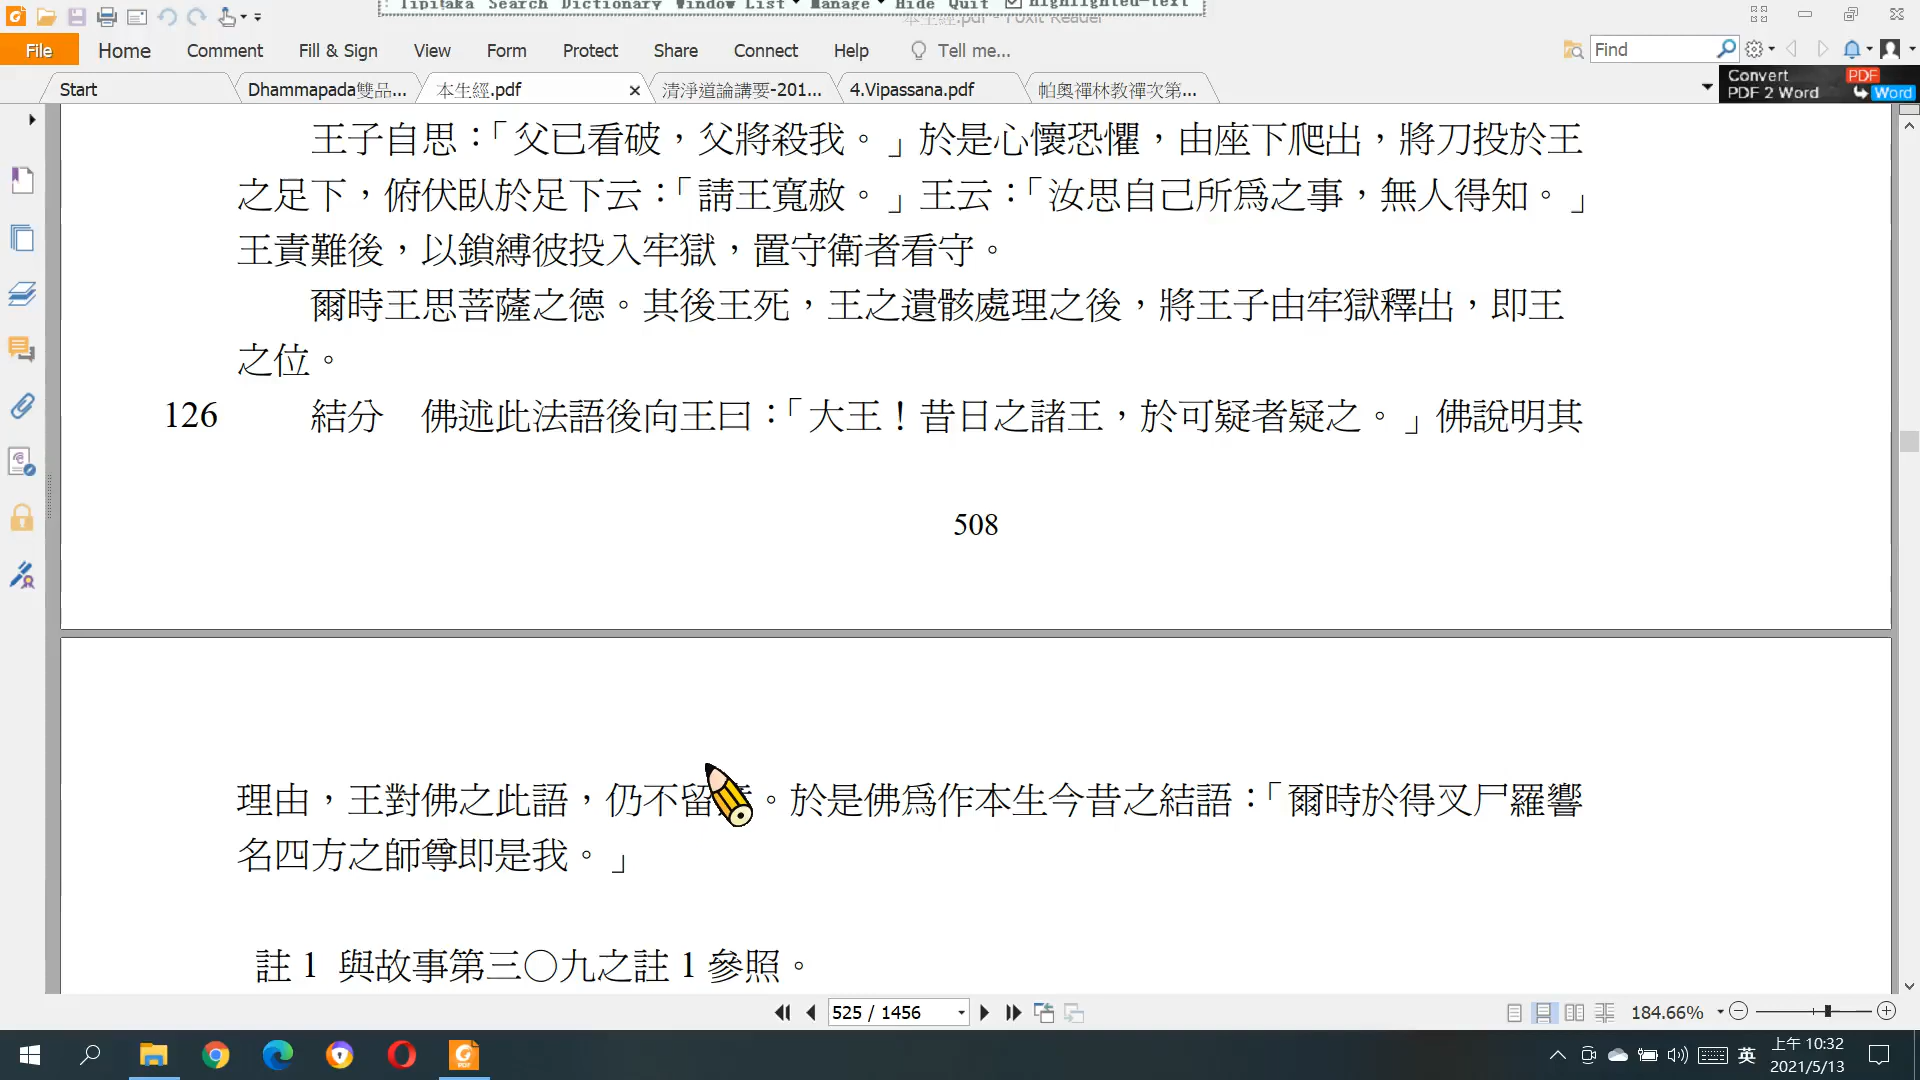 Tipitaka Search Dictionary Window List Manage Hide Quit highlighted-text
本生經.pdf - Foxit Reader
File Home Comment Fill & Sign View Form Protect Share Connect Help Tell me... Find
Start Dhammapada雙品... 本生經.pdf 清淨道論講要-201... 4.Vipassana.pdf 帕奧禪林教禪次第...
Convert PDF
PDF 2 Word Word
王子自思：「父已看破，父將殺我。」於是心懷恐懼，由座下爬出，將刀投於王
之足下，俯伏臥於足下云：「請王寬赦。」王云：「汝思自己所為之事，無人得知。」
王責難後，以鎖縛彼投入牢獄，置守衛者看守。
爾時王思菩薩之德。其後王死，王之遺骸處理之後，將王子由牢獄釋出，即王
之位。
126 結分 佛述此法語後向王曰：「大王！昔日之諸王，於可疑者疑之。」佛說明其
508
理由，王對佛之此語，仍不留。於是佛為作本生今昔之結語：「爾時於得叉尸羅響
名四方之師尊即是我。」
註 1 與故事第三〇九之註 1 參照。
525 / 1456
184.66%
英
上午 10:32
2021/5/13